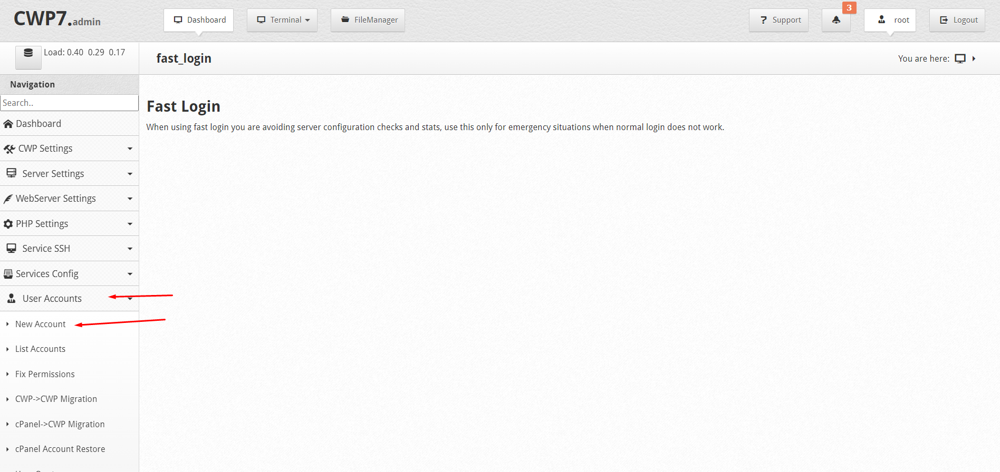 CWP7.admin
Dashboard
Terminal
FileManager
3
Support
root
Logout
Load: 0.40 0.29 0.17
fast_login
You are here:
Navigation
Search..
Dashboard
CWP Settings
Server Settings
WebServer Settings
PHP Settings
Service SSH
Services Config
User Accounts
New Account
List Accounts
Fix Permissions
CWP->CWP Migration
cPanel->CWP Migration
cPanel Account Restore
Fast Login
When using fast login you are avoiding server configuration checks and stats, use this only for emergency situations when normal login does not work.